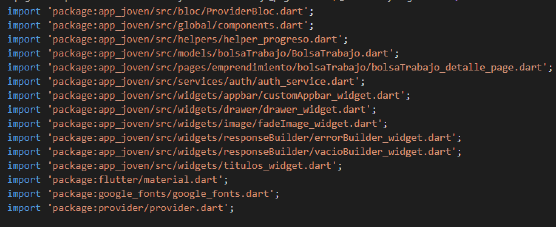 import 'package:app_joven/src/bloc/ProviderBloc.dart';
import 'package:app_joven/src/global/components.dart';
import 'package:app_joven/src/helpers/helper_progreso.dart';
import 'package:app_joven/src/models/bolsaTrabajo/BolsaTrabajo.dart';
import 'package:app_joven/src/pages/emprendimiento/bolsaTrabajo/bolsaTrabajo_detalle_page.dart';
import 'package:app_joven/src/services/auth/auth_service.dart';
import 'package:app_joven/src/widgets/appbar/customAppbar_widget.dart';
import 'package:app_joven/src/widgets/drawer/drawer_widget.dart';
import 'package:app_joven/src/widgets/image/fadeImage_widget.dart';
import 'package:app_joven/src/widgets/responseBuilder/errorBuilder_widget.dart';
import 'package:app_joven/src/widgets/responseBuilder/vacioBuilder_widget.dart';
import 'package:app_joven/src/widgets/titulos_widget.dart';
import 'package:flutter/material.dart';
import 'package:google_fonts/google_fonts.dart';
import 'package:provider/provider.dart';